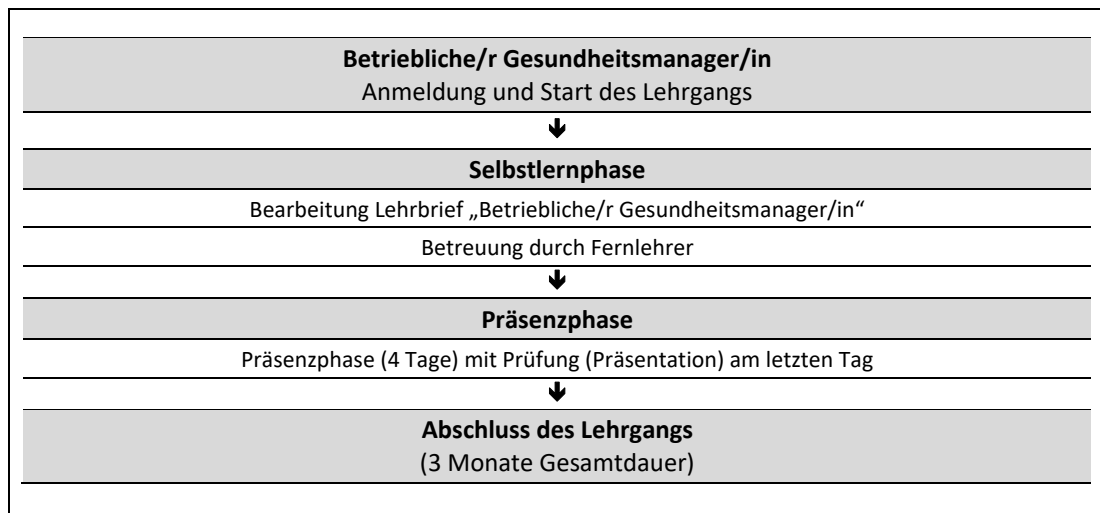 Betriebliche/r Gesundheitsmanager/in
Anmeldung und Start des Lehrgangs
Selbstlernphase
Bearbeitung Lehrbrief „Betriebliche/r Gesundheitsmanager/in“
Betreuung durch Fernlehrer
Präsenzphase
Präsenzphase (4 Tage) mit Prüfung (Präsentation) am letzten Tag
Abschluss des Lehrgangs
(3 Monate Gesamtdauer)